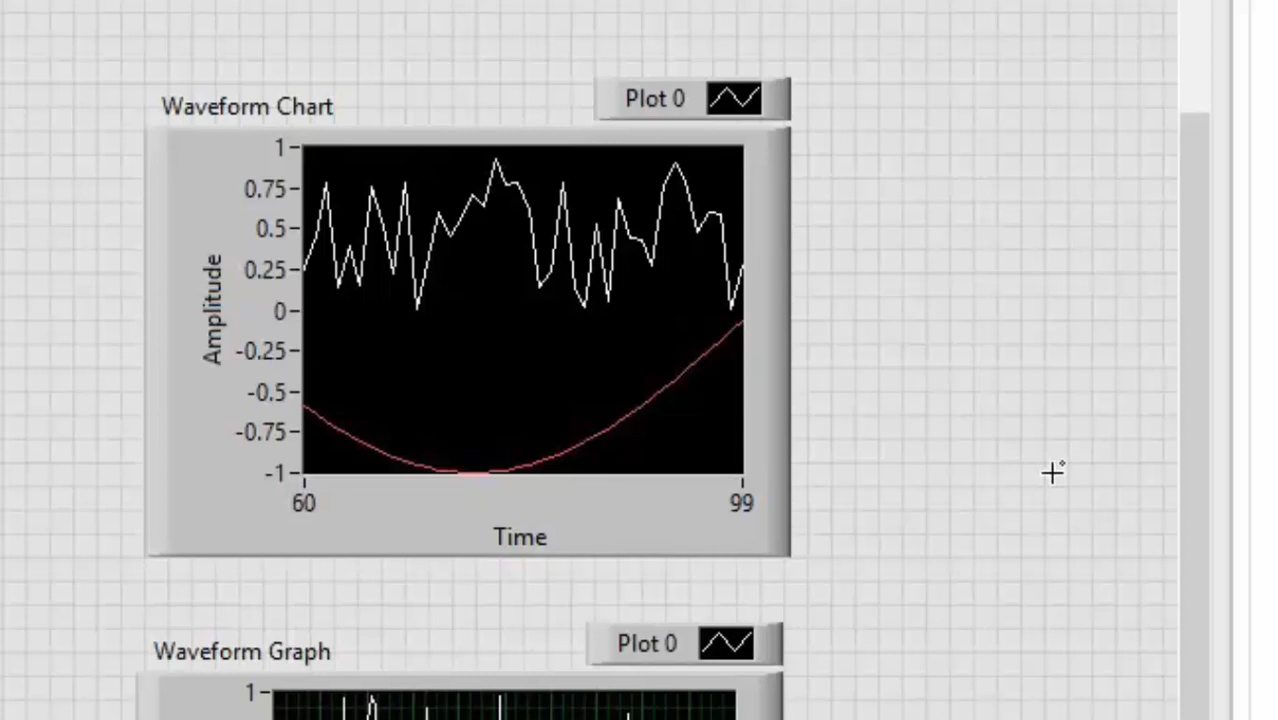 Plot 0
Waveform Chart
1
0.75
0.5
0.25
0
-0.25
-0.5
-0.75
-1
Amplitude
60
99
Time
Plot 0
Waveform Graph
1